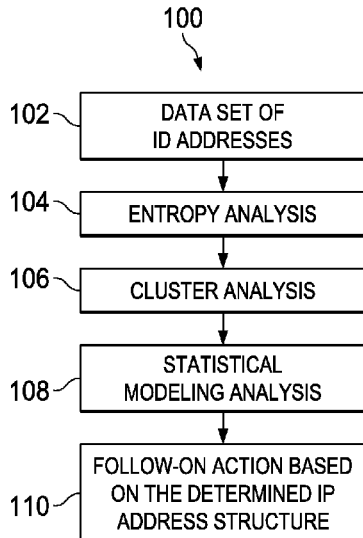 100
102
DATA SET OF
ID ADDRESSES
104
ENTROPY ANALYSIS
106
CLUSTER ANALYSIS
108
STATISTICAL
MODELING ANALYSIS
110
FOLLOW-ON ACTION BASED
ON THE DETERMINED IP
ADDRESS STRUCTURE